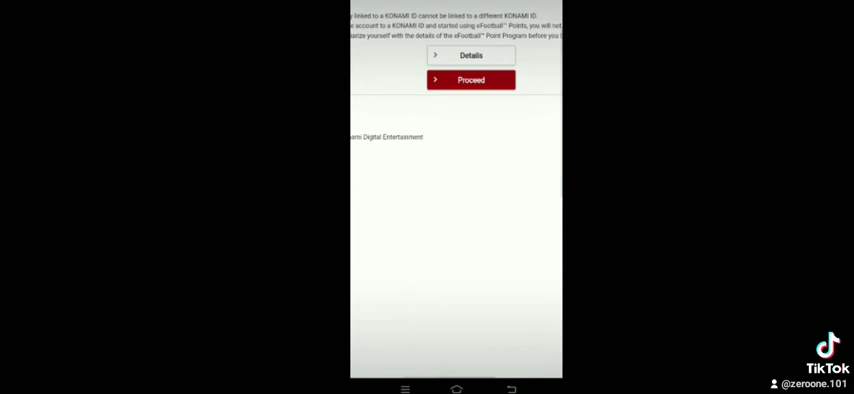 y linked to a KONAMI ID cannot be linked to a different KONAMI ID.
e account to a KONAMI ID and started using eFootball™ Points, you will not
iarize yourself with the details of the eFootball™ Point Program before you b
Details
Proceed
nami Digital Entertainment
TikTok
@zeroone.101